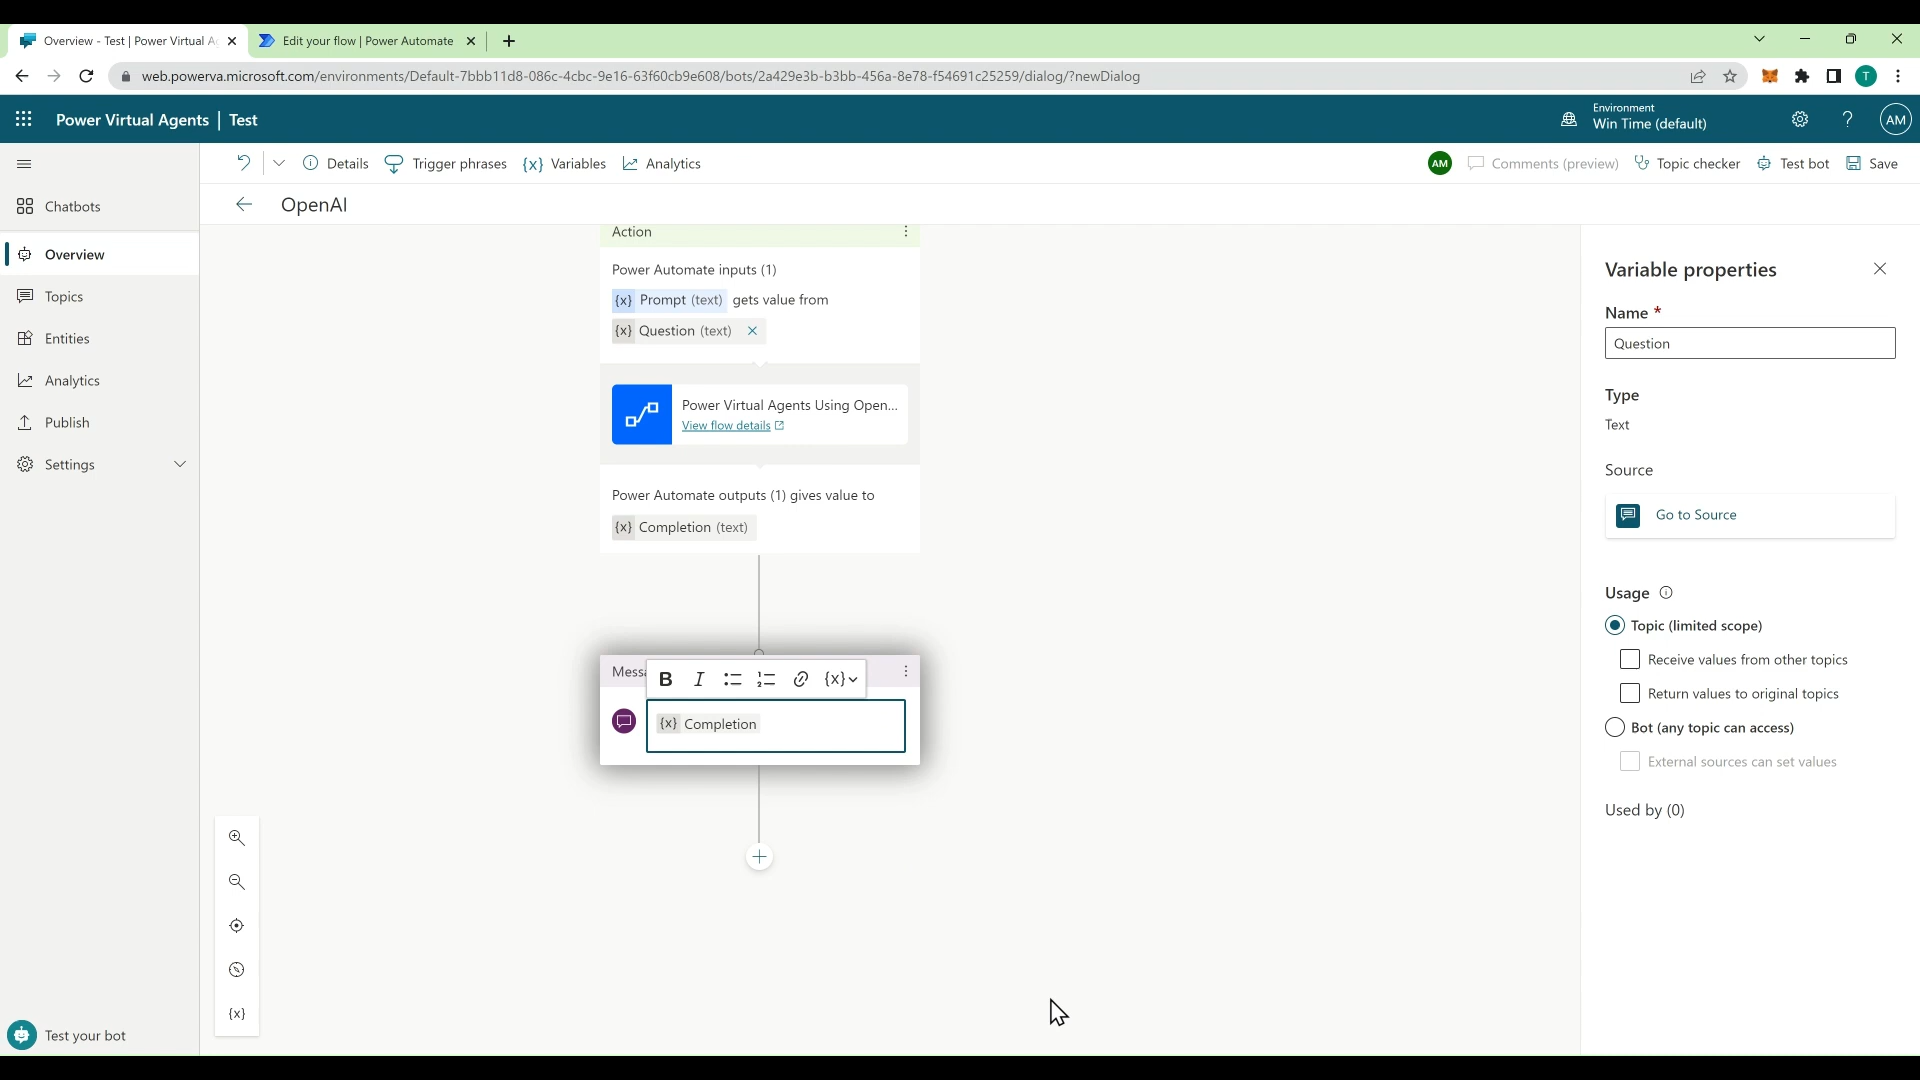 Overview - Test | Power Virtual A
Edit your flow | Power Automate
web.powerva.microsoft.com/environments/Default-7bbb11d8-086c-4cbc-9e16-63f60cb9e608/bots/2a429e3b-b3bb-456a-8e78-f54691c25259/dialog/?newDialog
T
Power Virtual Agents | Test
Environment
Win Time (default)
AM
Details
Trigger phrases
{x} Variables
Analytics
AM
Comments (preview)
Topic checker
Test bot
Save
OpenAI
Chatbots
Overview
Topics
Entities
Analytics
Publish
Settings
Test your bot
Action
Power Automate inputs (1)
{x} Prompt (text) gets value from
{x} Question (text)
Power Virtual Agents Using Open...
View flow details
Power Automate outputs (1) gives value to
{x} Completion (text)
Messa
B I {x}
{x} Completion
{x}
Variable properties
Name *
Question
Type
Text
Source
Go to Source
Usage
Topic (limited scope)
Receive values from other topics
Return values to original topics
Bot (any topic can access)
External sources can set values
Used by (0)